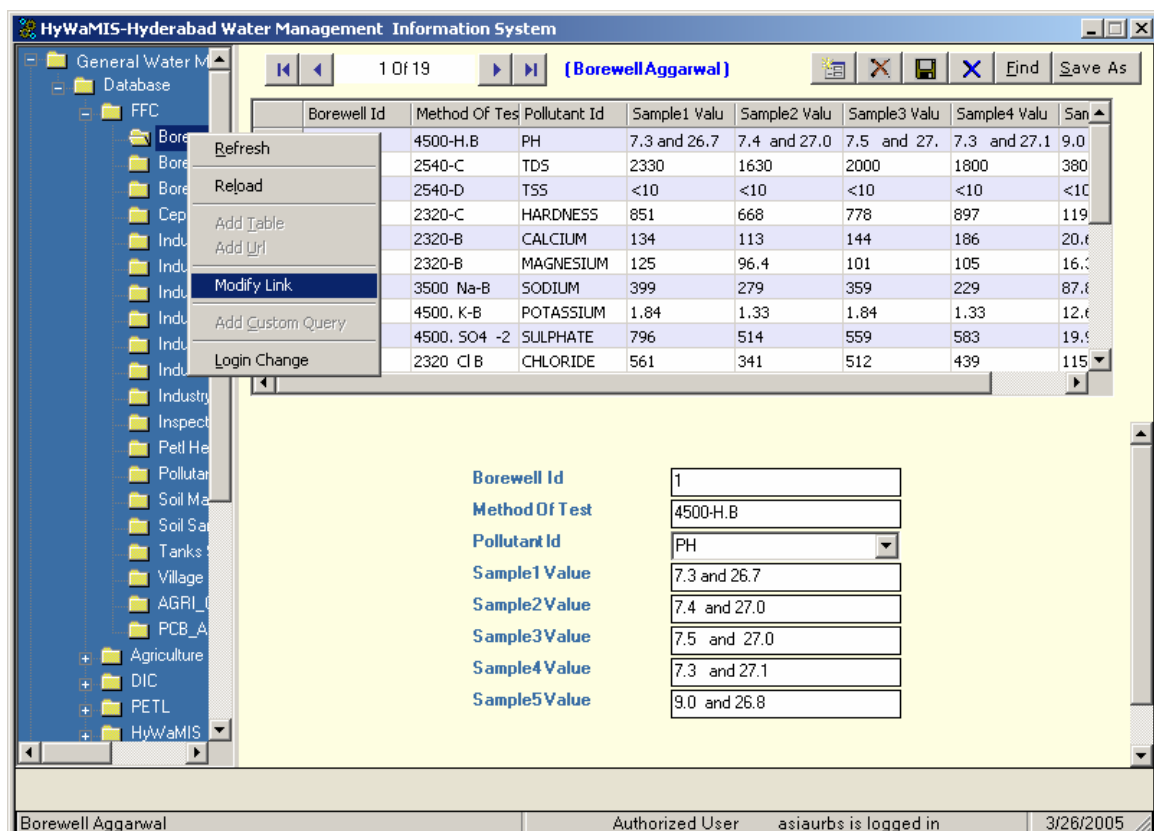 HyWaMIS-Hyderabad Water Management Information System
General Water M
Database
FFC
Bore
Bore
Bore
Cep
Indu
Indu
Indu
Indu
Indu
Indu
Industry
Inspect
Petl He
Pollutar
Soil Ma
Soil Sar
Tanks
Village
AGRI_
PCB_A
Agriculture
DIC
PETL
HyWaMIS
Refresh
Reload
Add Table
Add Url
Modify Link
Add Custom Query
Login Change
1 Of 19 (BorewellAggarwal) Find Save As
Borewell Id Method Of Tes Pollutant Id Sample1 Valu Sample2 Valu Sample3 Valu Sample4 Valu San
4500-H.B PH 7.3 and 26.7 7.4 and 27.0 7.5 and 27. 7.3 and 27.1 9.0
2540-C TDS 2330 1630 2000 1800 380
2540-D TSS <10 <10 <10 <10 <1
2320-C HARDNESS 851 668 778 897 119
2320-B CALCIUM 134 113 144 186 20.
2320-B MAGNESIUM 125 96.4 101 105 16.
3500 Na-B SODIUM 399 279 359 229 87.
4500. K-B POTASSIUM 1.84 1.33 1.84 1.33 12.
4500. SO4 -2 SULPHATE 796 514 559 583 19.
2320 Cl B CHLORIDE 561 341 512 439 115
Borewell Id 1
Method Of Test 4500-H.B
Pollutant Id PH
Sample1 Value 7.3 and 26.7
Sample2 Value 7.4 and 27.0
Sample3 Value 7.5 and 27.0
Sample4 Value 7.3 and 27.1
Sample5 Value 9.0 and 26.8
Borewell Aggarwal Authorized User asiaurbs is logged in 3/26/2005